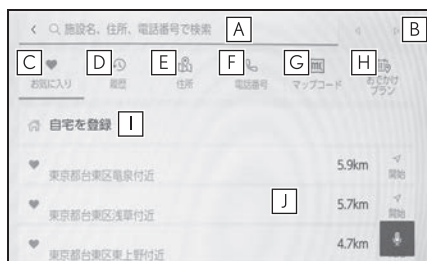 施設名、住所、電話番号で検索 A
B
C D E F G H
お気に入り 履歴 住所 電話番号 マップコード おでかけプラン
自宅を登録 I
5.9km
東京都台東区竜泉付近 開始
5.7km
J
東京都台東区浅草付近 開始
4.7km
東京都台東区東上野付近